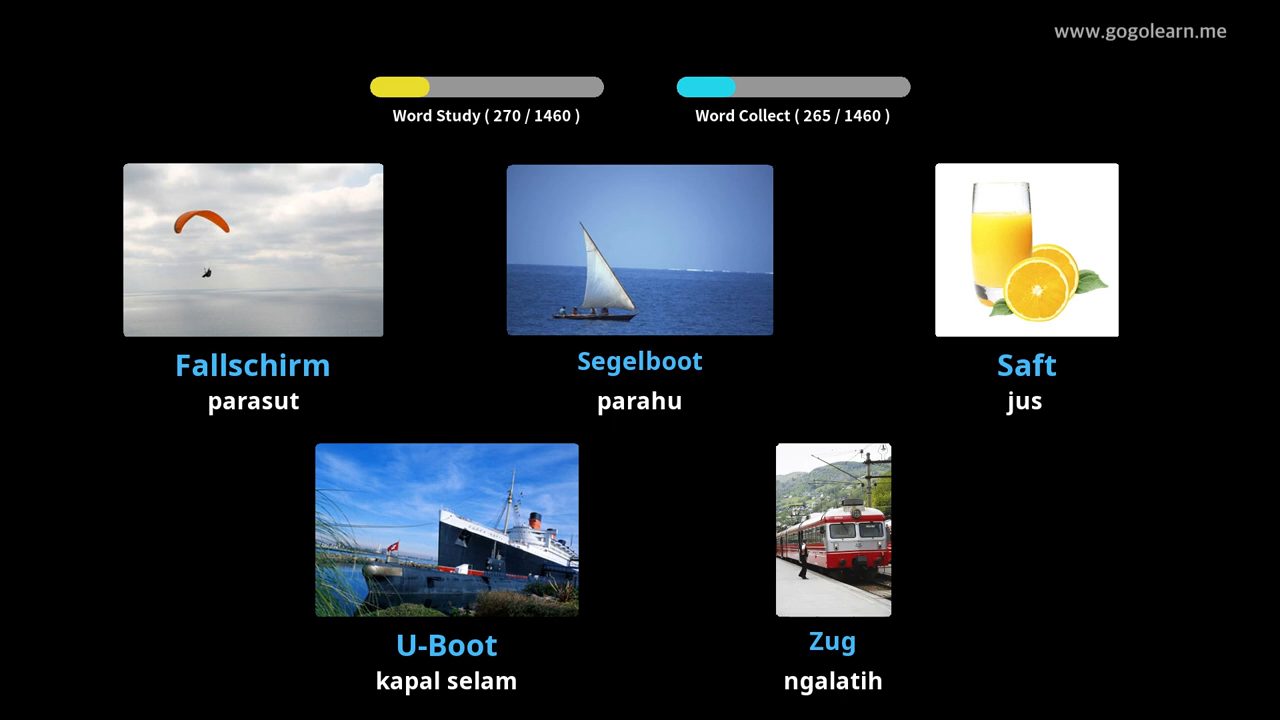 www.gogolearn.me
Word Study ( 270 / 1460 )
Word Collect ( 265 / 1460 )
Fallschirm
parasut
Segelboot
parahu
Saft
jus
U-Boot
kapal selam
Zug
ngalatih